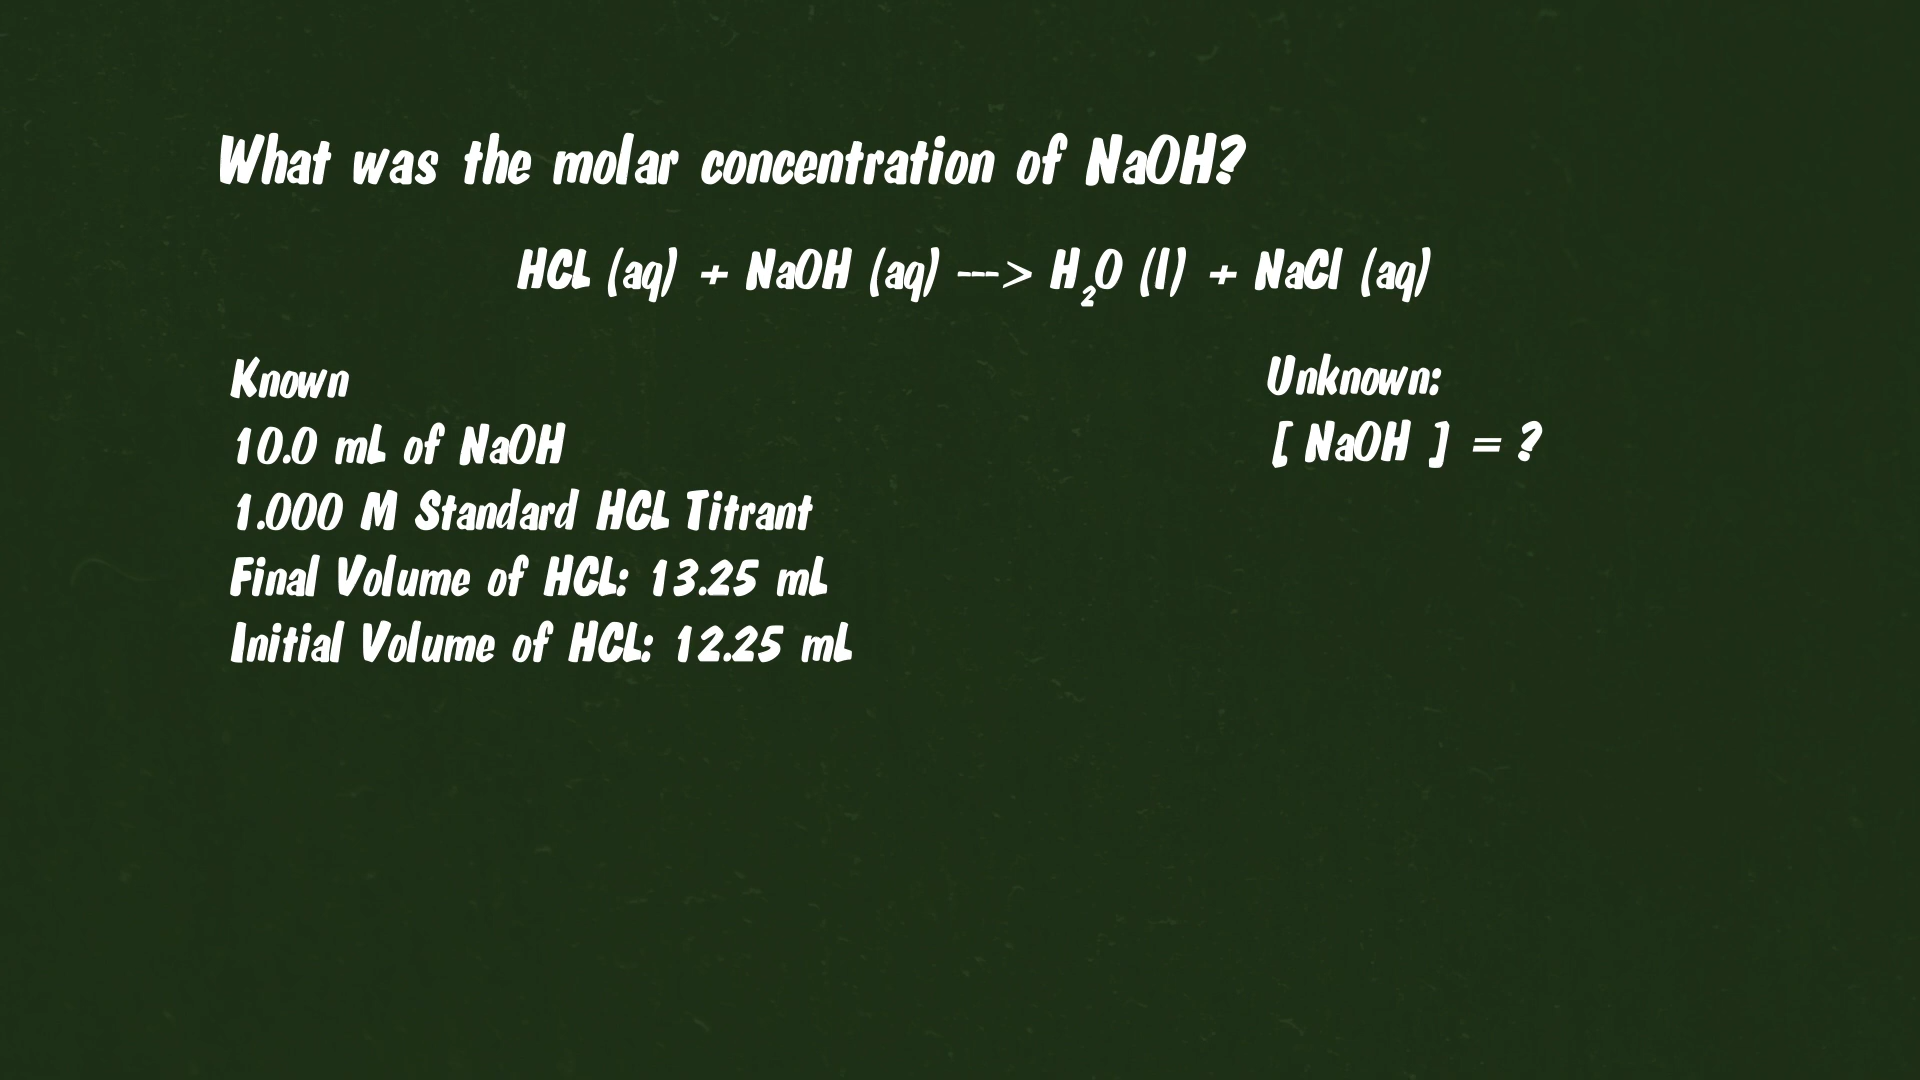 What was the molar concentration of NaOH?
HCL (aq) + NaOH (aq) ---> H₂O (l) + NaCl (aq)
Known
10.0 mL of NaOH
1.000 M Standard HCL Titrant
Final Volume of HCL: 13.25 mL
Initial Volume of HCL: 12.25 mL
Unknown:
[ NaOH ] = ?